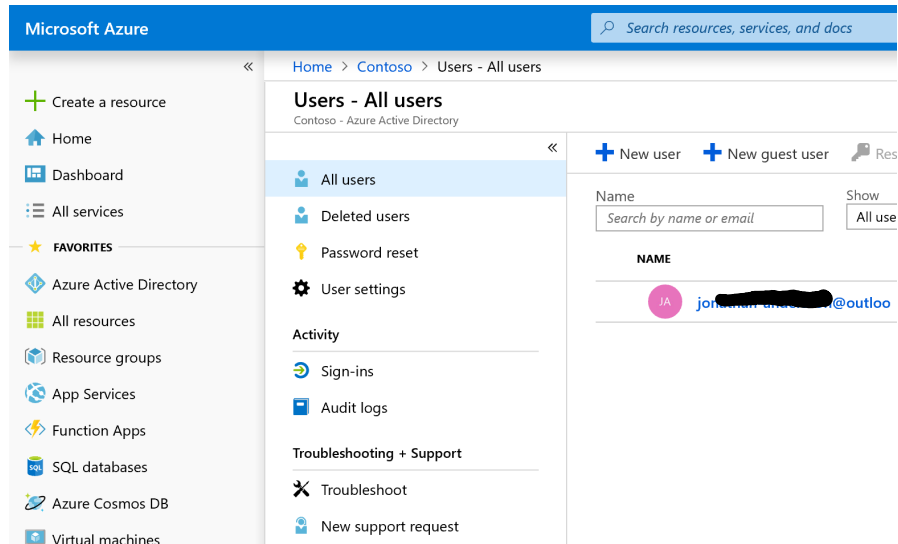 Microsoft Azure
Search resources, services, and docs
«
Create a resource
Home
Dashboard
All services
FAVORITES
Azure Active Directory
All resources
Resource groups
App Services
Function Apps
SQL databases
Azure Cosmos DB
Virtual machines
Home > Contoso > Users - All users
Users - All users
Contoso - Azure Active Directory
«
All users
Deleted users
Password reset
User settings
Activity
Sign-ins
Audit logs
Troubleshooting + Support
Troubleshoot
New support request
New user New guest user Res
Name Show
Search by name or email All use
NAME
JA @outloo